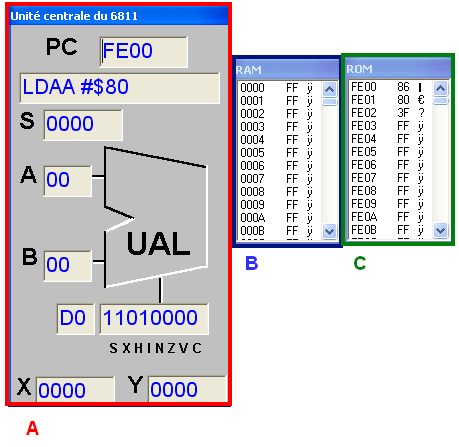 Unité centrale du 6811
PC FE00
LDAA #$80
S 0000
A 00
UAL
B 00
D0 11010000
S X H I N Z V C
X 0000 Y 0000
A
RAM
0000 FF ÿ
0001 FF ÿ
0002 FF ÿ
0003 FF ÿ
0004 FF ÿ
0005 FF ÿ
0006 FF ÿ
0007 FF ÿ
0008 FF ÿ
0009 FF ÿ
000A FF ÿ
000B FF ÿ
B
ROM
FE00 86 |
FE01 80 €
FE02 3F ?
FE03 FF ÿ
FE04 FF ÿ
FE05 FF ÿ
FE06 FF ÿ
FE07 FF ÿ
FE08 FF ÿ
FE09 FF ÿ
FE0A FF ÿ
FE0B FF ÿ
C